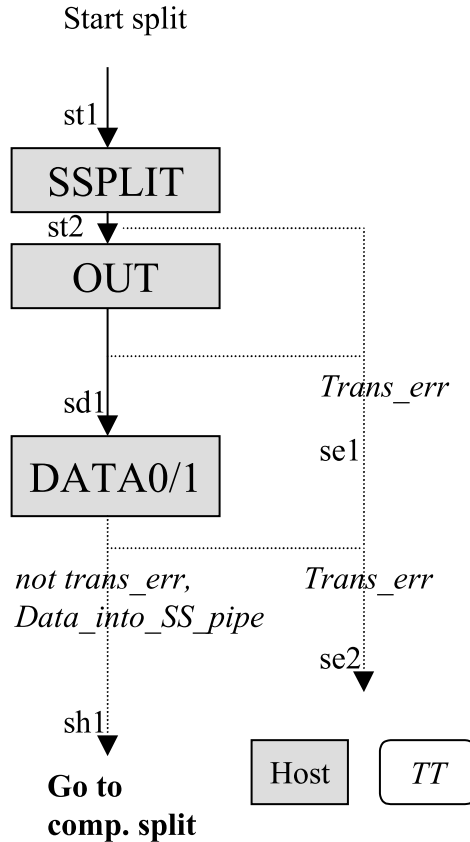 Start split
st1
SSPLIT
st2
OUT
Trans_err
sd1
se1
DATA0/1
not trans_err, Trans_err
Data_into_SS_pipe
se2
sh1
Host TT
Go to
comp. split